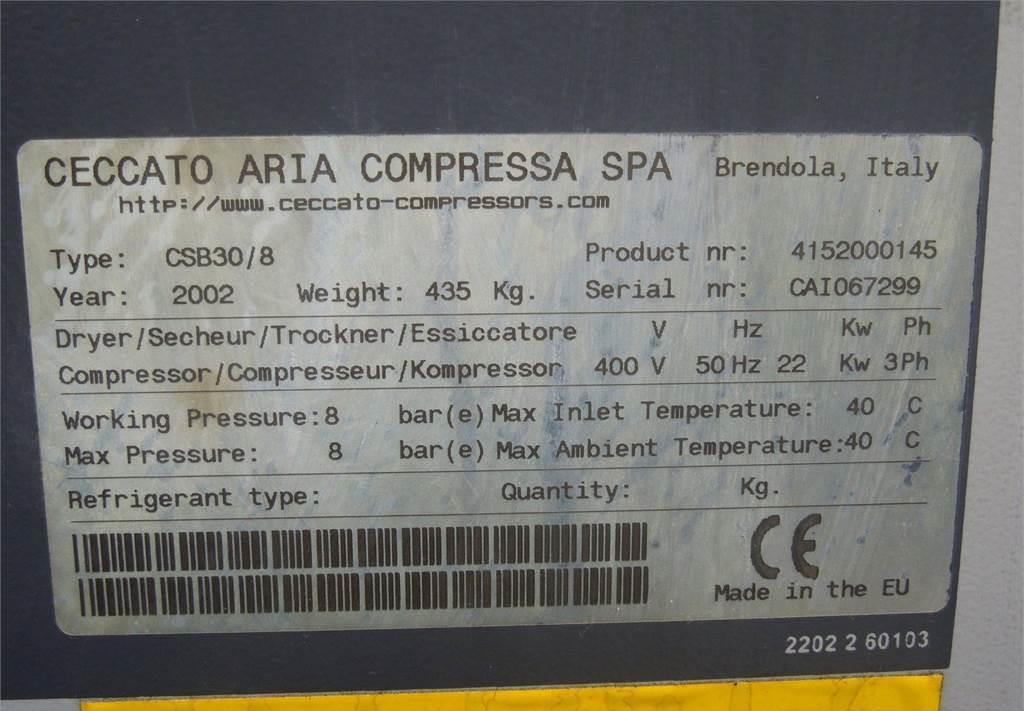 CECCATO ARIA COMPRESSA SPA Brendola, Italy
http://www.ceccato-compressors.com
Type: CSB30/8 Product nr: 4152000145
Year: 2002 Weight: 435 Kg. Serial nr: CAI067299
Dryer/Secheur/Trockner/Essiccatore V Hz Kw Ph
Compressor/Compresseur/Kompressor 400 V 50 Hz 22 Kw 3Ph
Working Pressure:8 bar(e) Max Inlet Temperature: 40 C
Max Pressure: 8 bar(e) Max Ambient Temperature:40 C
Refrigerant type: Quantity: Kg.
CE
Made in the EU
2202 2 60103